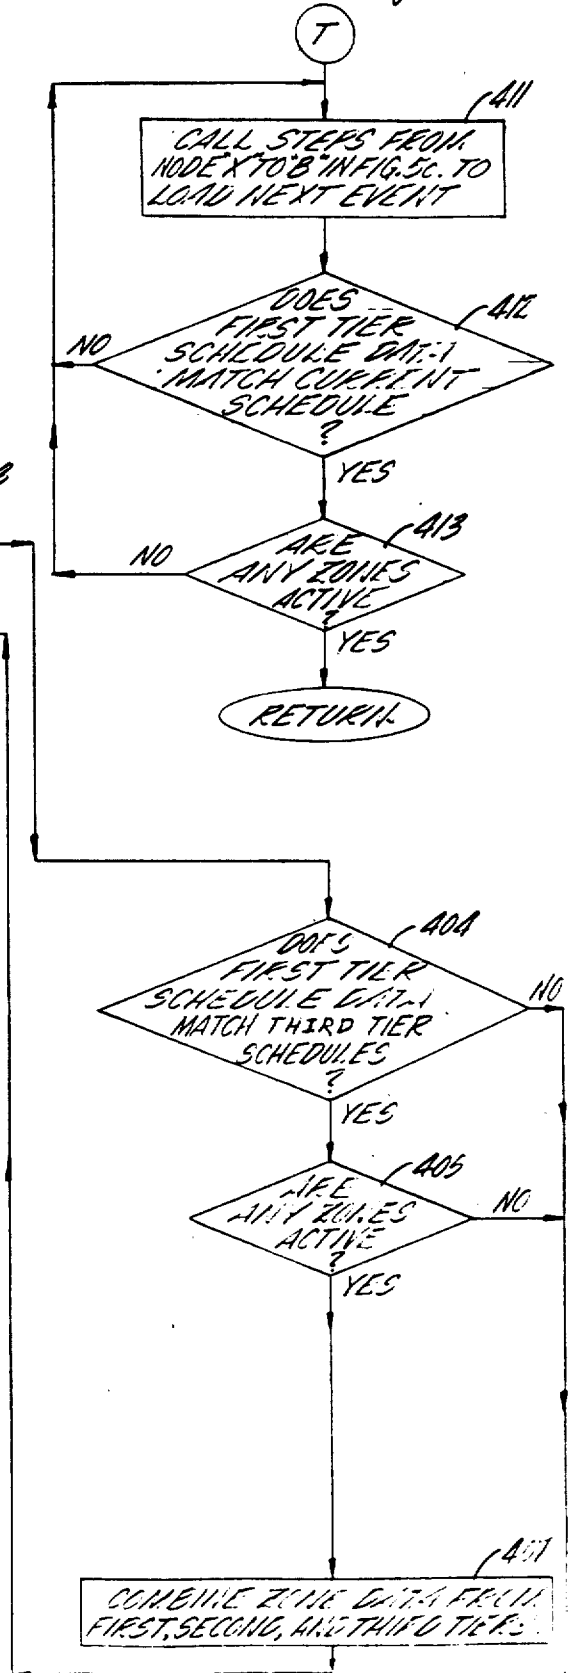 T
411
CALL STEPS FROM
NODE "X" TO "B" IN FIG. 5C. TO
LOAD NEXT EVENT
DOES
FIRST TIER
SCHEDULE DATA
MATCH CURRENT
SCHEDULE
?
412
NO
YES
ARE
ANY ZONES
ACTIVE
?
413
NO
YES
RETURN
DOES
FIRST TIER
SCHEDULE DATA
MATCH THIRD TIER
SCHEDULES
?
404
NO
YES
ARE
ANY ZONES
ACTIVE
?
405
NO
YES
COMBINE ZONE DATA FROM
FIRST, SECOND, AND THIRD TIERS